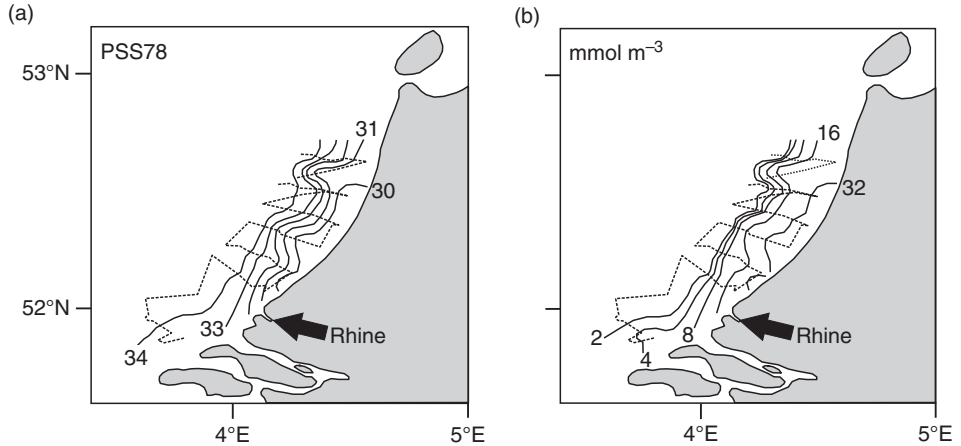 (a)
PSS78
53°N
52°N
31
30
33
34
Rhine
4°E
5°E
(b)
mmol m⁻³
16
32
2
4
8
Rhine
4°E
5°E